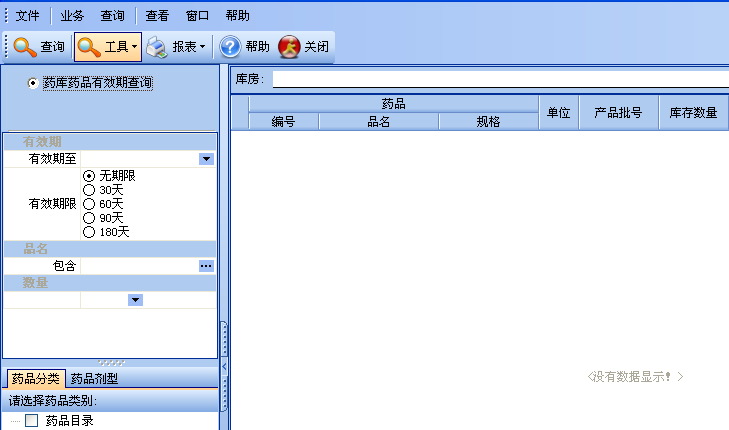 文件 业务 查询 查看 窗口 帮助
查询 工具 报表 帮助 关闭
药库药品有效期查询
库房:
药品
编号 品名 规格 单位 产品批号 库存数量
有效期
有效期至
有效期限
无期限
30天
60天
90天
180天
品名
包含
数量
<没有数据显示! >
药品分类 药品剂型
请选择药品类别:
药品目录